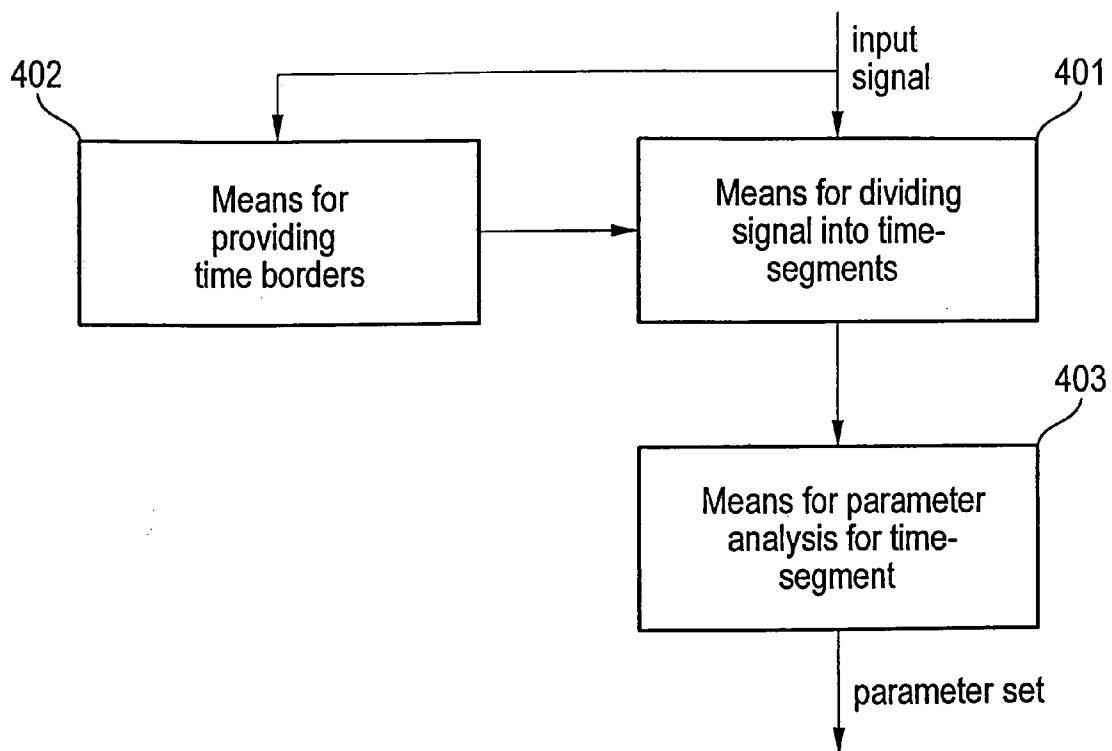 input
signal
402
401
Means for
providing
time borders
Means for dividing
signal into time-
segments
403
Means for parameter
analysis for time-
segment
parameter set